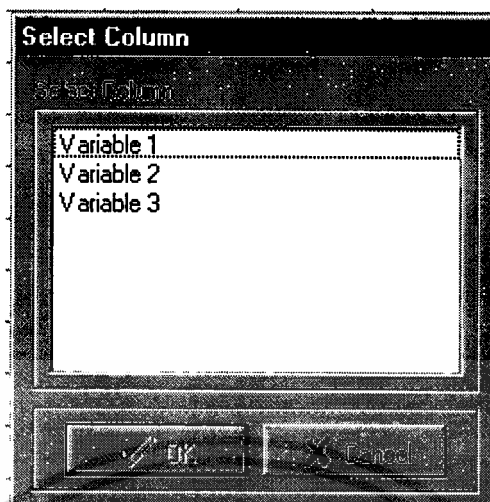 Select Column
Select Column
Variable 1
Variable 2
Variable 3
OK
Cancel